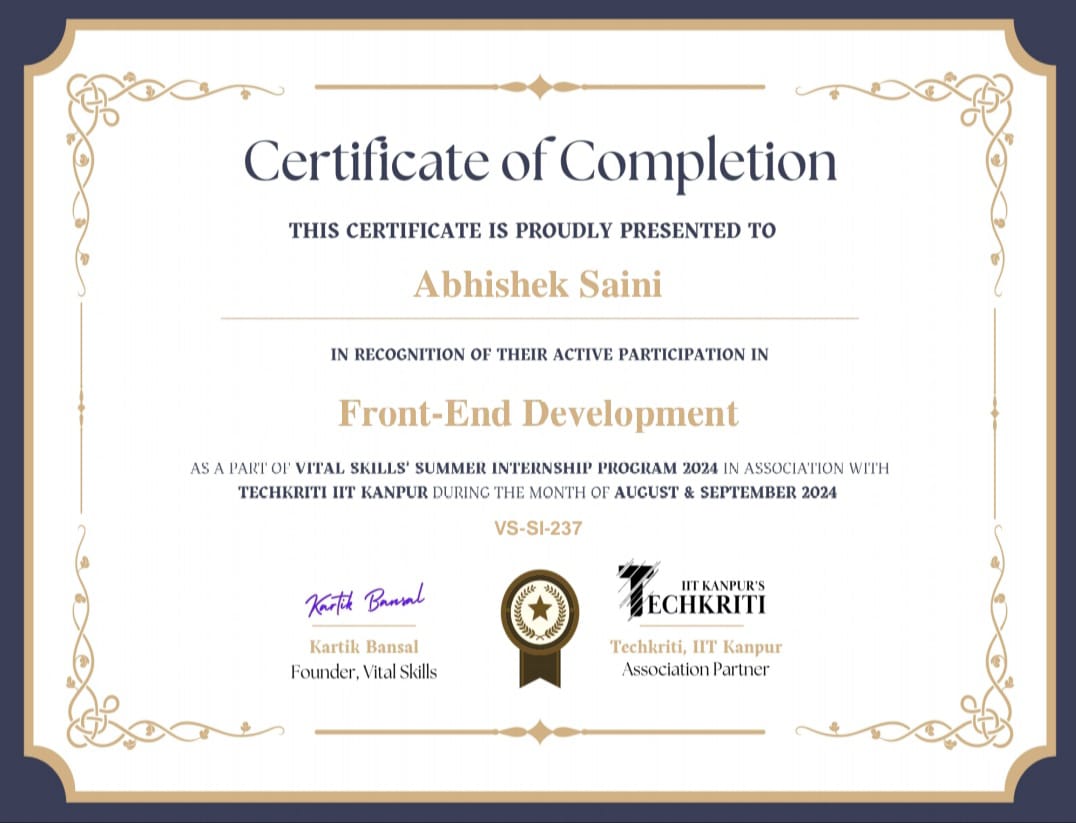 Certificate of Completion
THIS CERTIFICATE IS PROUDLY PRESENTED TO
Abhishek Saini
IN RECOGNITION OF THEIR ACTIVE PARTICIPATION IN
Front-End Development
AS A PART OF VITAL SKILLS' SUMMER INTERNSHIP PROGRAM 2024 IN ASSOCIATION WITH
TECHKRITI IIT KANPUR DURING THE MONTH OF AUGUST & SEPTEMBER 2024
VS-SI-237
Kartik Bansal
Kartik Bansal
Founder, Vital Skills
IIT KANPUR'S
TECHKRITI
Techkriti, IIT Kanpur
Association Partner